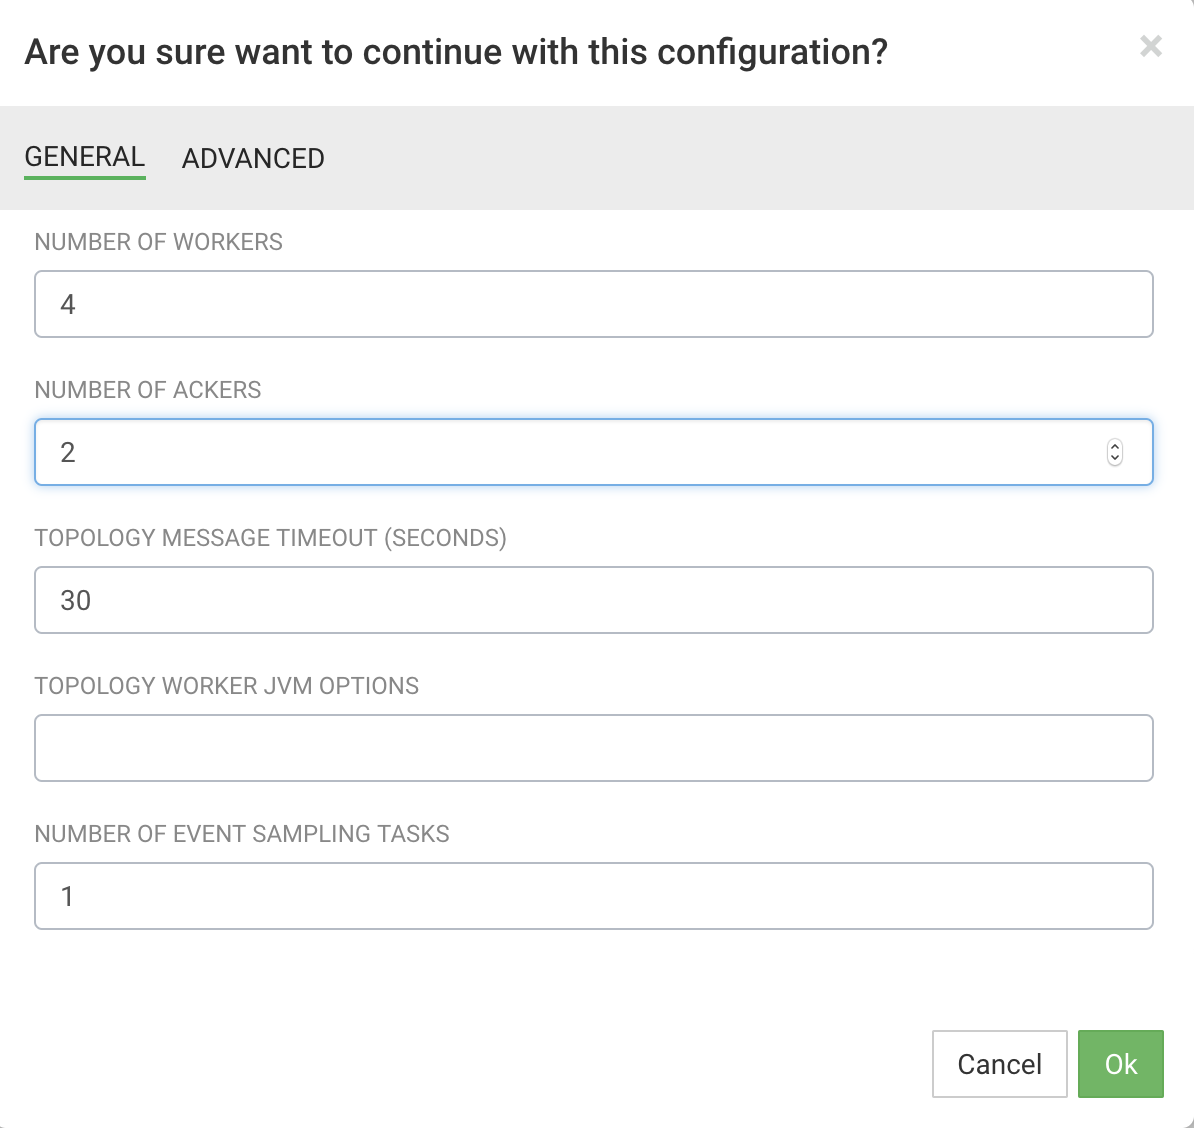 Are you sure want to continue with this configuration?
GENERAL ADVANCED
NUMBER OF WORKERS
4
NUMBER OF ACKERS
2
TOPOLOGY MESSAGE TIMEOUT (SECONDS)
30
TOPOLOGY WORKER JVM OPTIONS
NUMBER OF EVENT SAMPLING TASKS
1
Cancel Ok